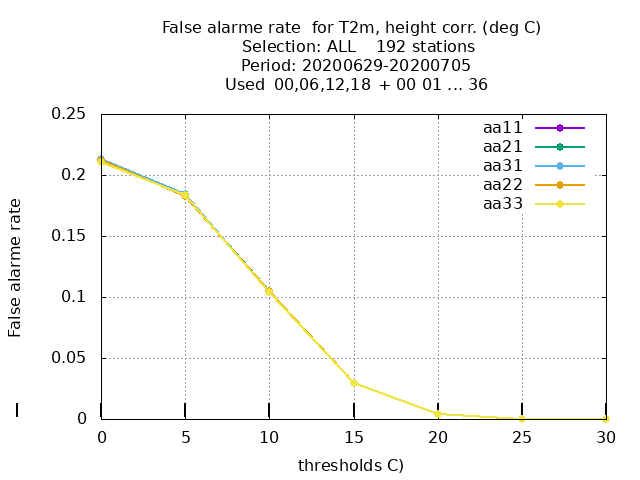 False alarme rate  for T2m, height corr. (deg C)
Selection: ALL    192 stations
Period: 20200629-20200705
Used  00,06,12,18 + 00 01 ... 36
aa11
aa21
aa31
aa22
aa33
0.25
0.2
0.15
0.1
0.05
0
False alarme rate
0 5 10 15 20 25 30
thresholds C)